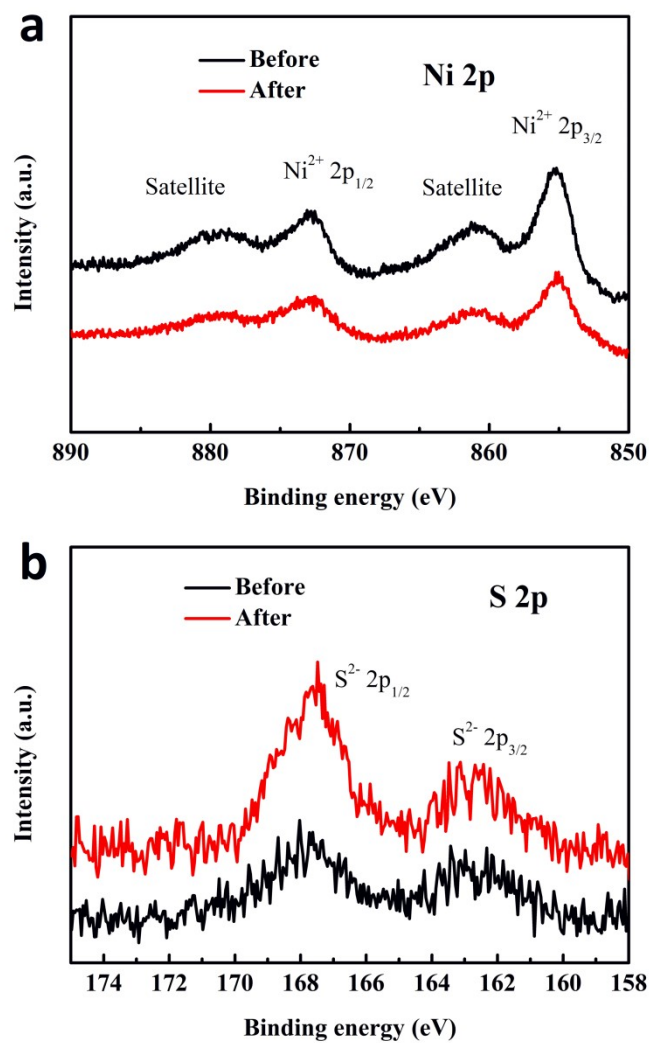 a
Before
After
Ni 2p
Ni²⁺ 2p₃/₂
Ni²⁺ 2p₁/₂
Satellite
Satellite
Intensity (a.u.)
890
880
870
860
850
Binding energy (eV)
b
Before
After
S 2p
S²⁻ 2p₁/₂
S²⁻ 2p₃/₂
Intensity (a.u.)
174
172
170
168
166
164
162
160
158
Binding energy (eV)